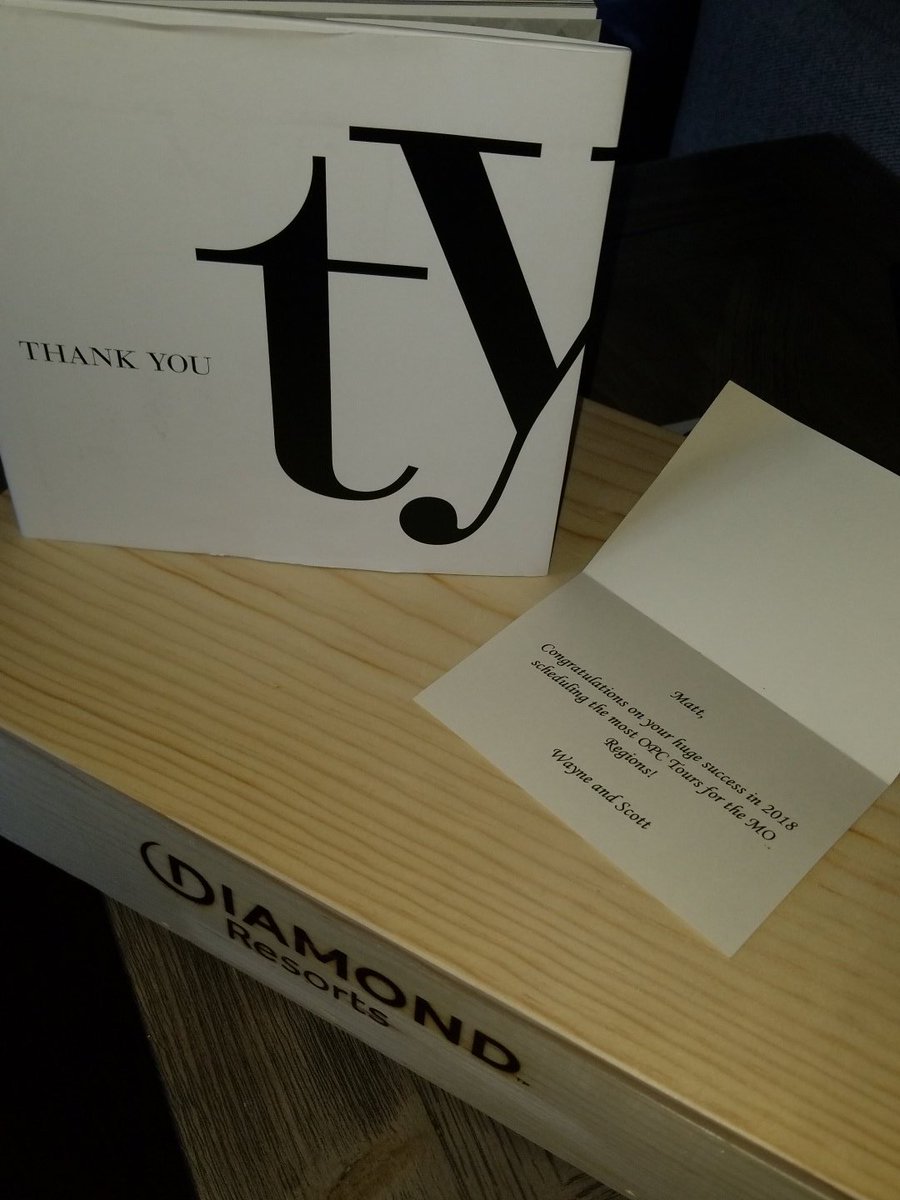 ty
THANK YOU
Matt,
Congratulations on your huge success in 2018
scheduling the most OPC Tours for the MO
Regions!
Wayne and Scott
DIAMOND
Resorts™